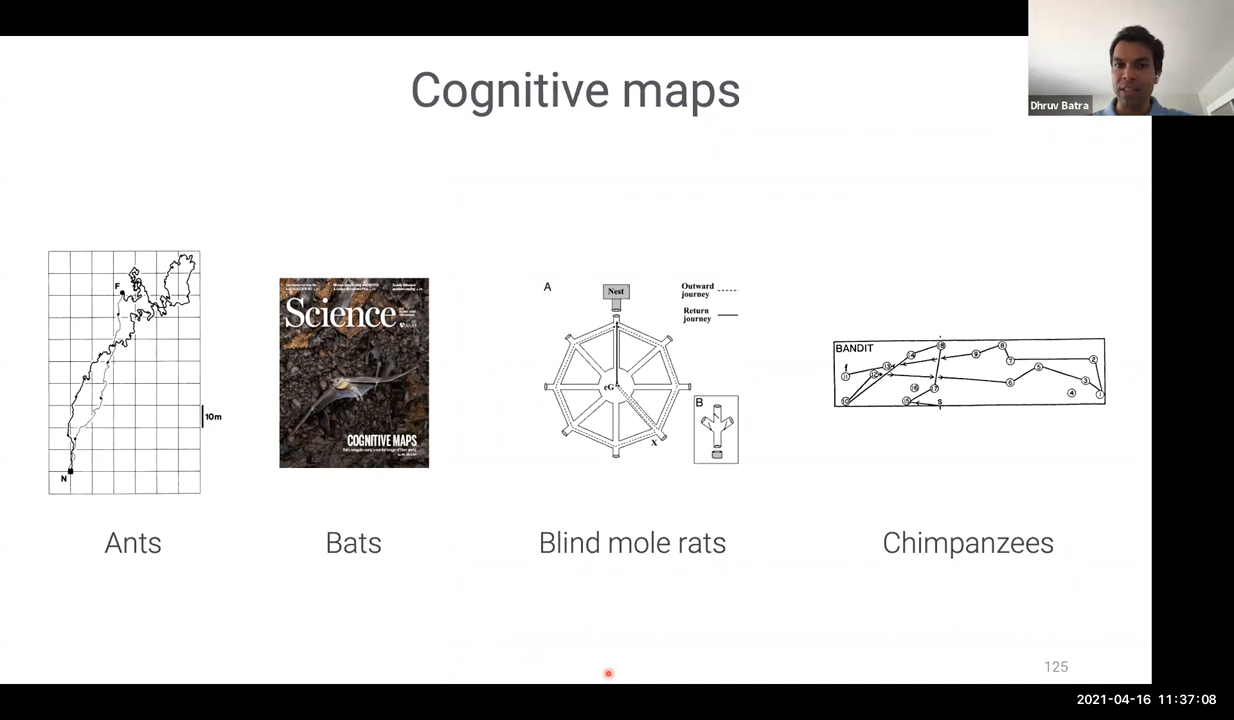 Cognitive maps
Dhruv Batra
F
N
10m
Science
COGNITIVE MAPS
A
Nest
Outward
journey
Return
journey
cG
X
B
BANDIT
f
s
Ants
Bats
Blind mole rats
Chimpanzees
125
2021-04-16 11:37:08